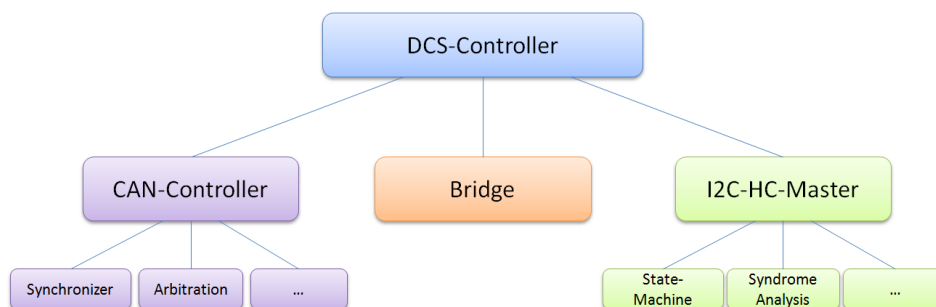 DCS-Controller
CAN-Controller
Bridge
I2C-HC-Master
Synchronizer
Arbitration
...
State-
Machine
Syndrome
Analysis
...